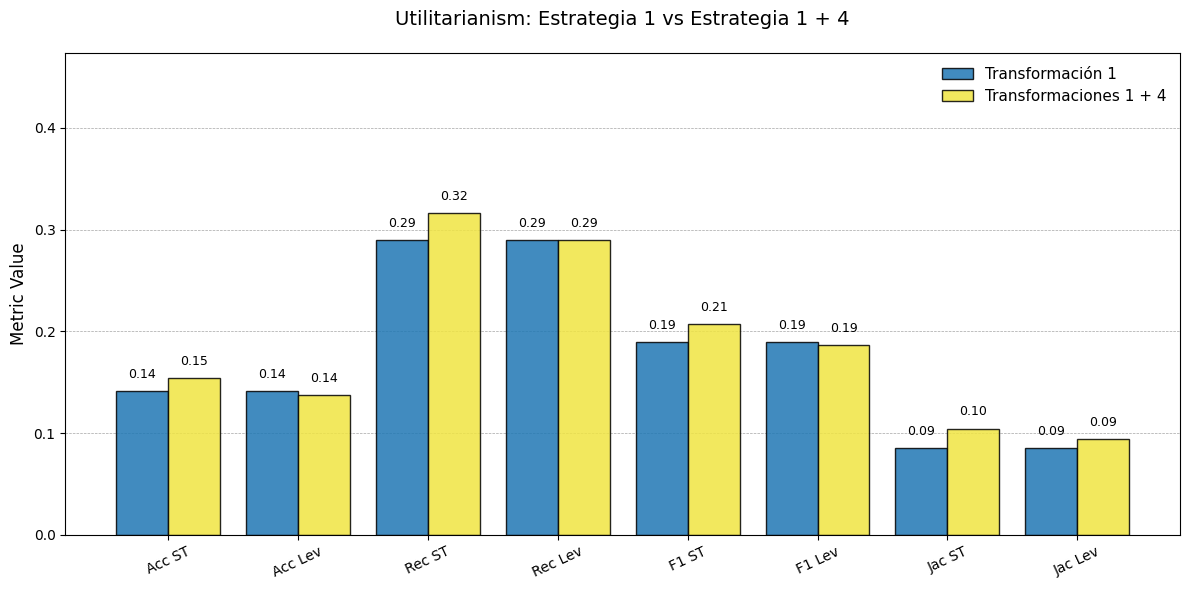 Utilitarianism: Estrategia 1 vs Estrategia 1 + 4
Transformación 1
Transformaciones 1 + 4
Metric Value
0.4
0.3
0.2
0.1
0.0
0.14
0.15
0.14
0.14
0.29
0.32
0.29
0.29
0.19
0.21
0.19
0.19
0.09
0.10
0.09
0.09
Acc ST
Acc Lev
Rec ST
Rec Lev
F1 ST
F1 Lev
Jac ST
Jac Lev